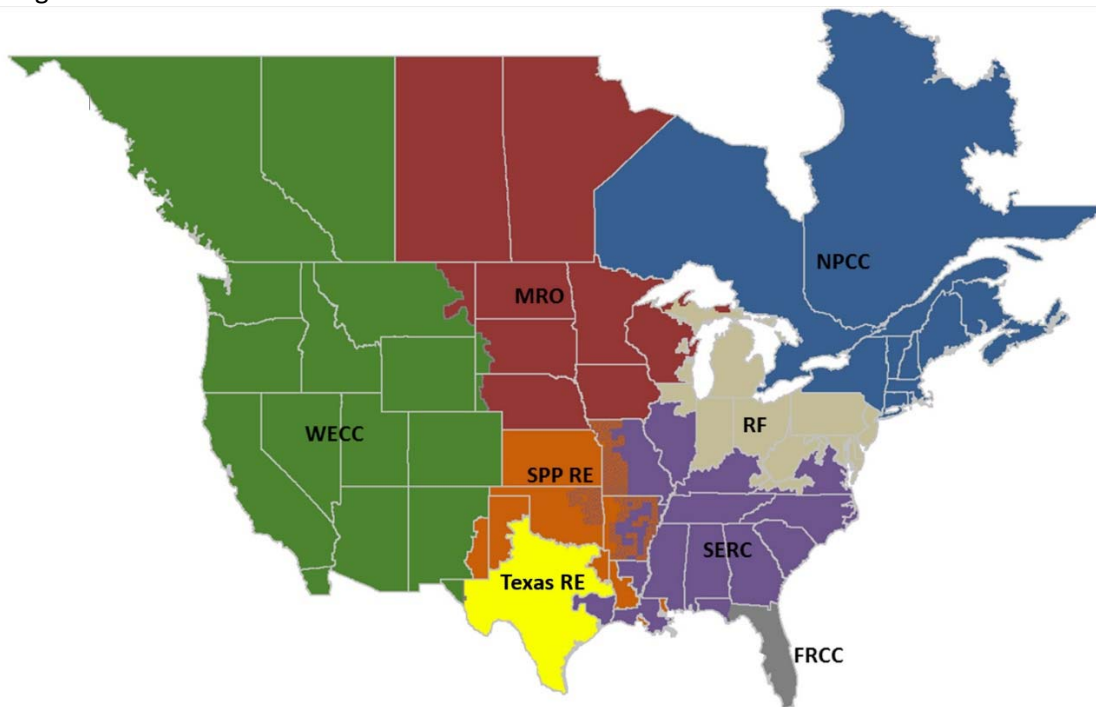 NPCC
MRO
RF
WECC
SPP RE
SERC
Texas RE
FRCC